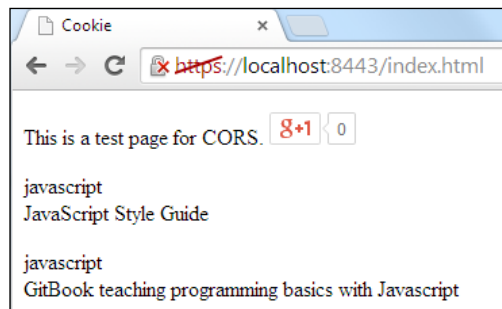 Cookie
https://localhost:8443/index.html
This is a test page for CORS. g+1 0
javascript
JavaScript Style Guide
javascript
GitBook teaching programming basics with Javascript